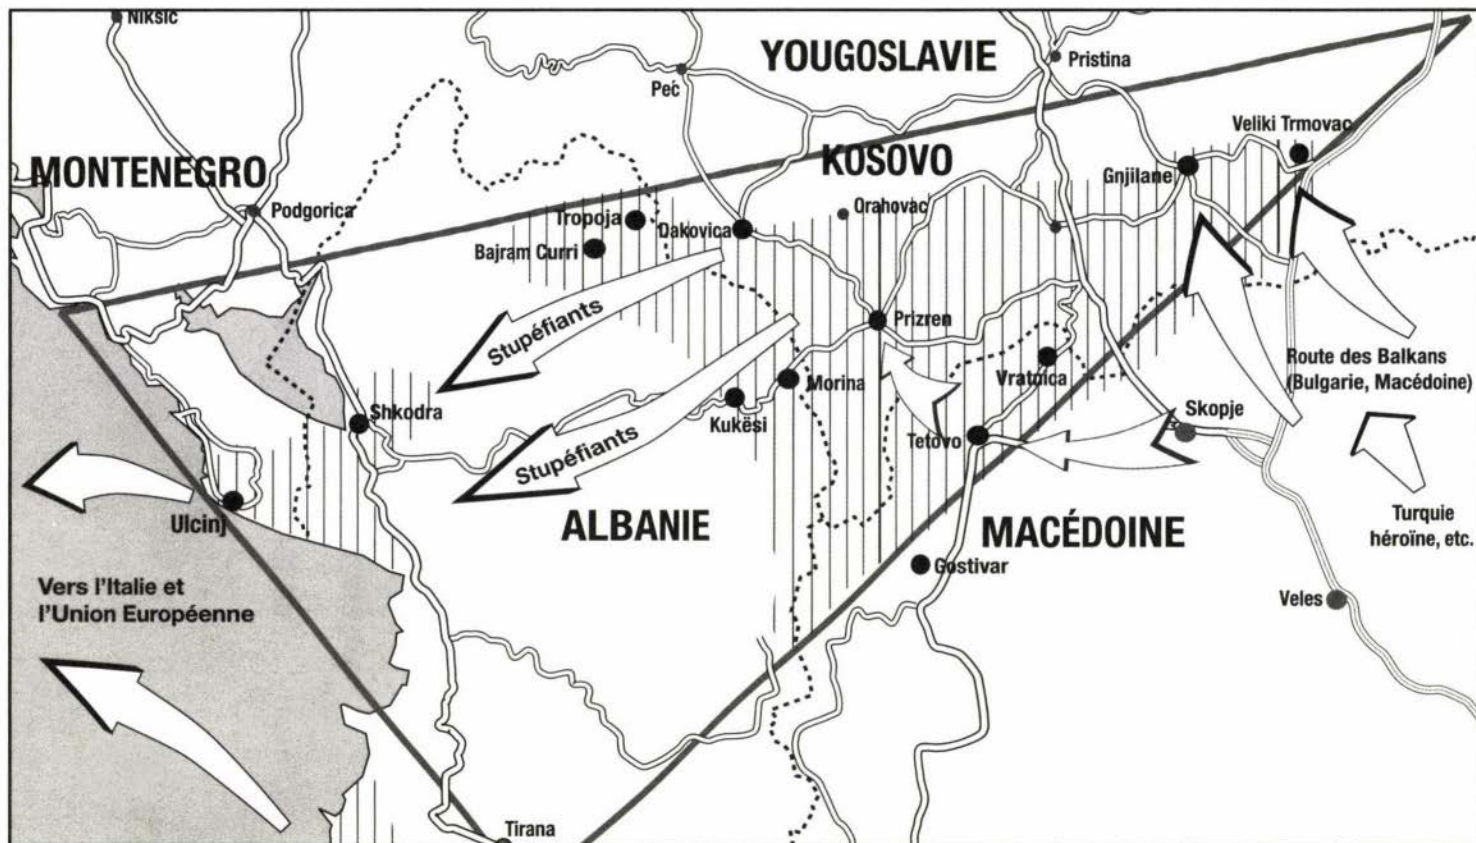 Nikšić
YOUGOSLAVIE
Pristina
Peć
Veliki Trmovac
MONTENEGRO
KOSOVO
Gnjilane
Podgorica
Tropoja
Dakovica
Orahovac
Bajram Curri
Stupéfiants
Prizren
Route des Balkans
(Bulgarie, Macédoine)
Morina
Vratnica
Shkodra
Kukësi
Skopje
Stupéfiants
Tetovo
Ulcinj
ALBANIE
MACÉDOINE
Turquie
héroïne, etc.
Gostivar
Vers l'Italie et
l'Union Européenne
Veles
Tirana